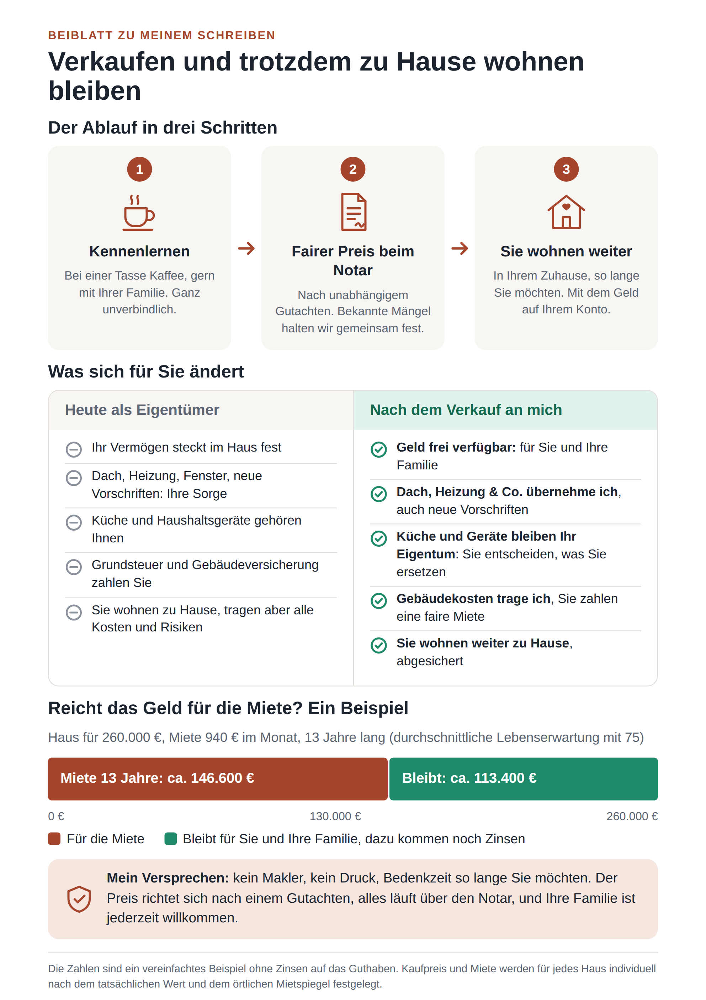 BEIBLATT ZU MEINEM SCHREIBEN
Verkaufen und trotzdem zu Hause wohnen
bleiben
Der Ablauf in drei Schritten
1
Kennenlernen
Bei einer Tasse Kaffee, gern
mit Ihrer Familie. Ganz
unverbindlich.
2
Fairer Preis beim
Notar
Nach unabhängigem
Gutachten. Bekannte Mängel
halten wir gemeinsam fest.
3
Sie wohnen weiter
In Ihrem Zuhause, so lange
Sie möchten. Mit dem Geld
auf Ihrem Konto.
Was sich für Sie ändert
Heute als Eigentümer
Ihr Vermögen steckt im Haus fest
Dach, Heizung, Fenster, neue
Vorschriften: Ihre Sorge
Küche und Haushaltsgeräte gehören
Ihnen
Grundsteuer und Gebäudeversicherung
zahlen Sie
Sie wohnen zu Hause, tragen aber alle
Kosten und Risiken
Nach dem Verkauf an mich
Geld frei verfügbar: für Sie und Ihre
Familie
Dach, Heizung & Co. übernehme ich,
auch neue Vorschriften
Küche und Geräte bleiben Ihr
Eigentum: Sie entscheiden, was Sie
ersetzen
Gebäudekosten trage ich, Sie zahlen
eine faire Miete
Sie wohnen weiter zu Hause,
abgesichert
Reicht das Geld für die Miete? Ein Beispiel
Haus für 260.000 €, Miete 940 € im Monat, 13 Jahre lang (durchschnittliche Lebenserwartung mit 75)
Miete 13 Jahre: ca. 146.600 €
Bleibt: ca. 113.400 €
0 €
130.000 €
260.000 €
Für die Miete
Bleibt für Sie und Ihre Familie, dazu kommen noch Zinsen
Mein Versprechen: kein Makler, kein Druck, Bedenkzeit so lange Sie möchten. Der
Preis richtet sich nach einem Gutachten, alles läuft über den Notar, und Ihre Familie ist
jederzeit willkommen.
Die Zahlen sind ein vereinfachtes Beispiel ohne Zinsen auf das Guthaben. Kaufpreis und Miete werden für jedes Haus individuell
nach dem tatsächlichen Wert und dem örtlichen Mietspiegel festgelegt.